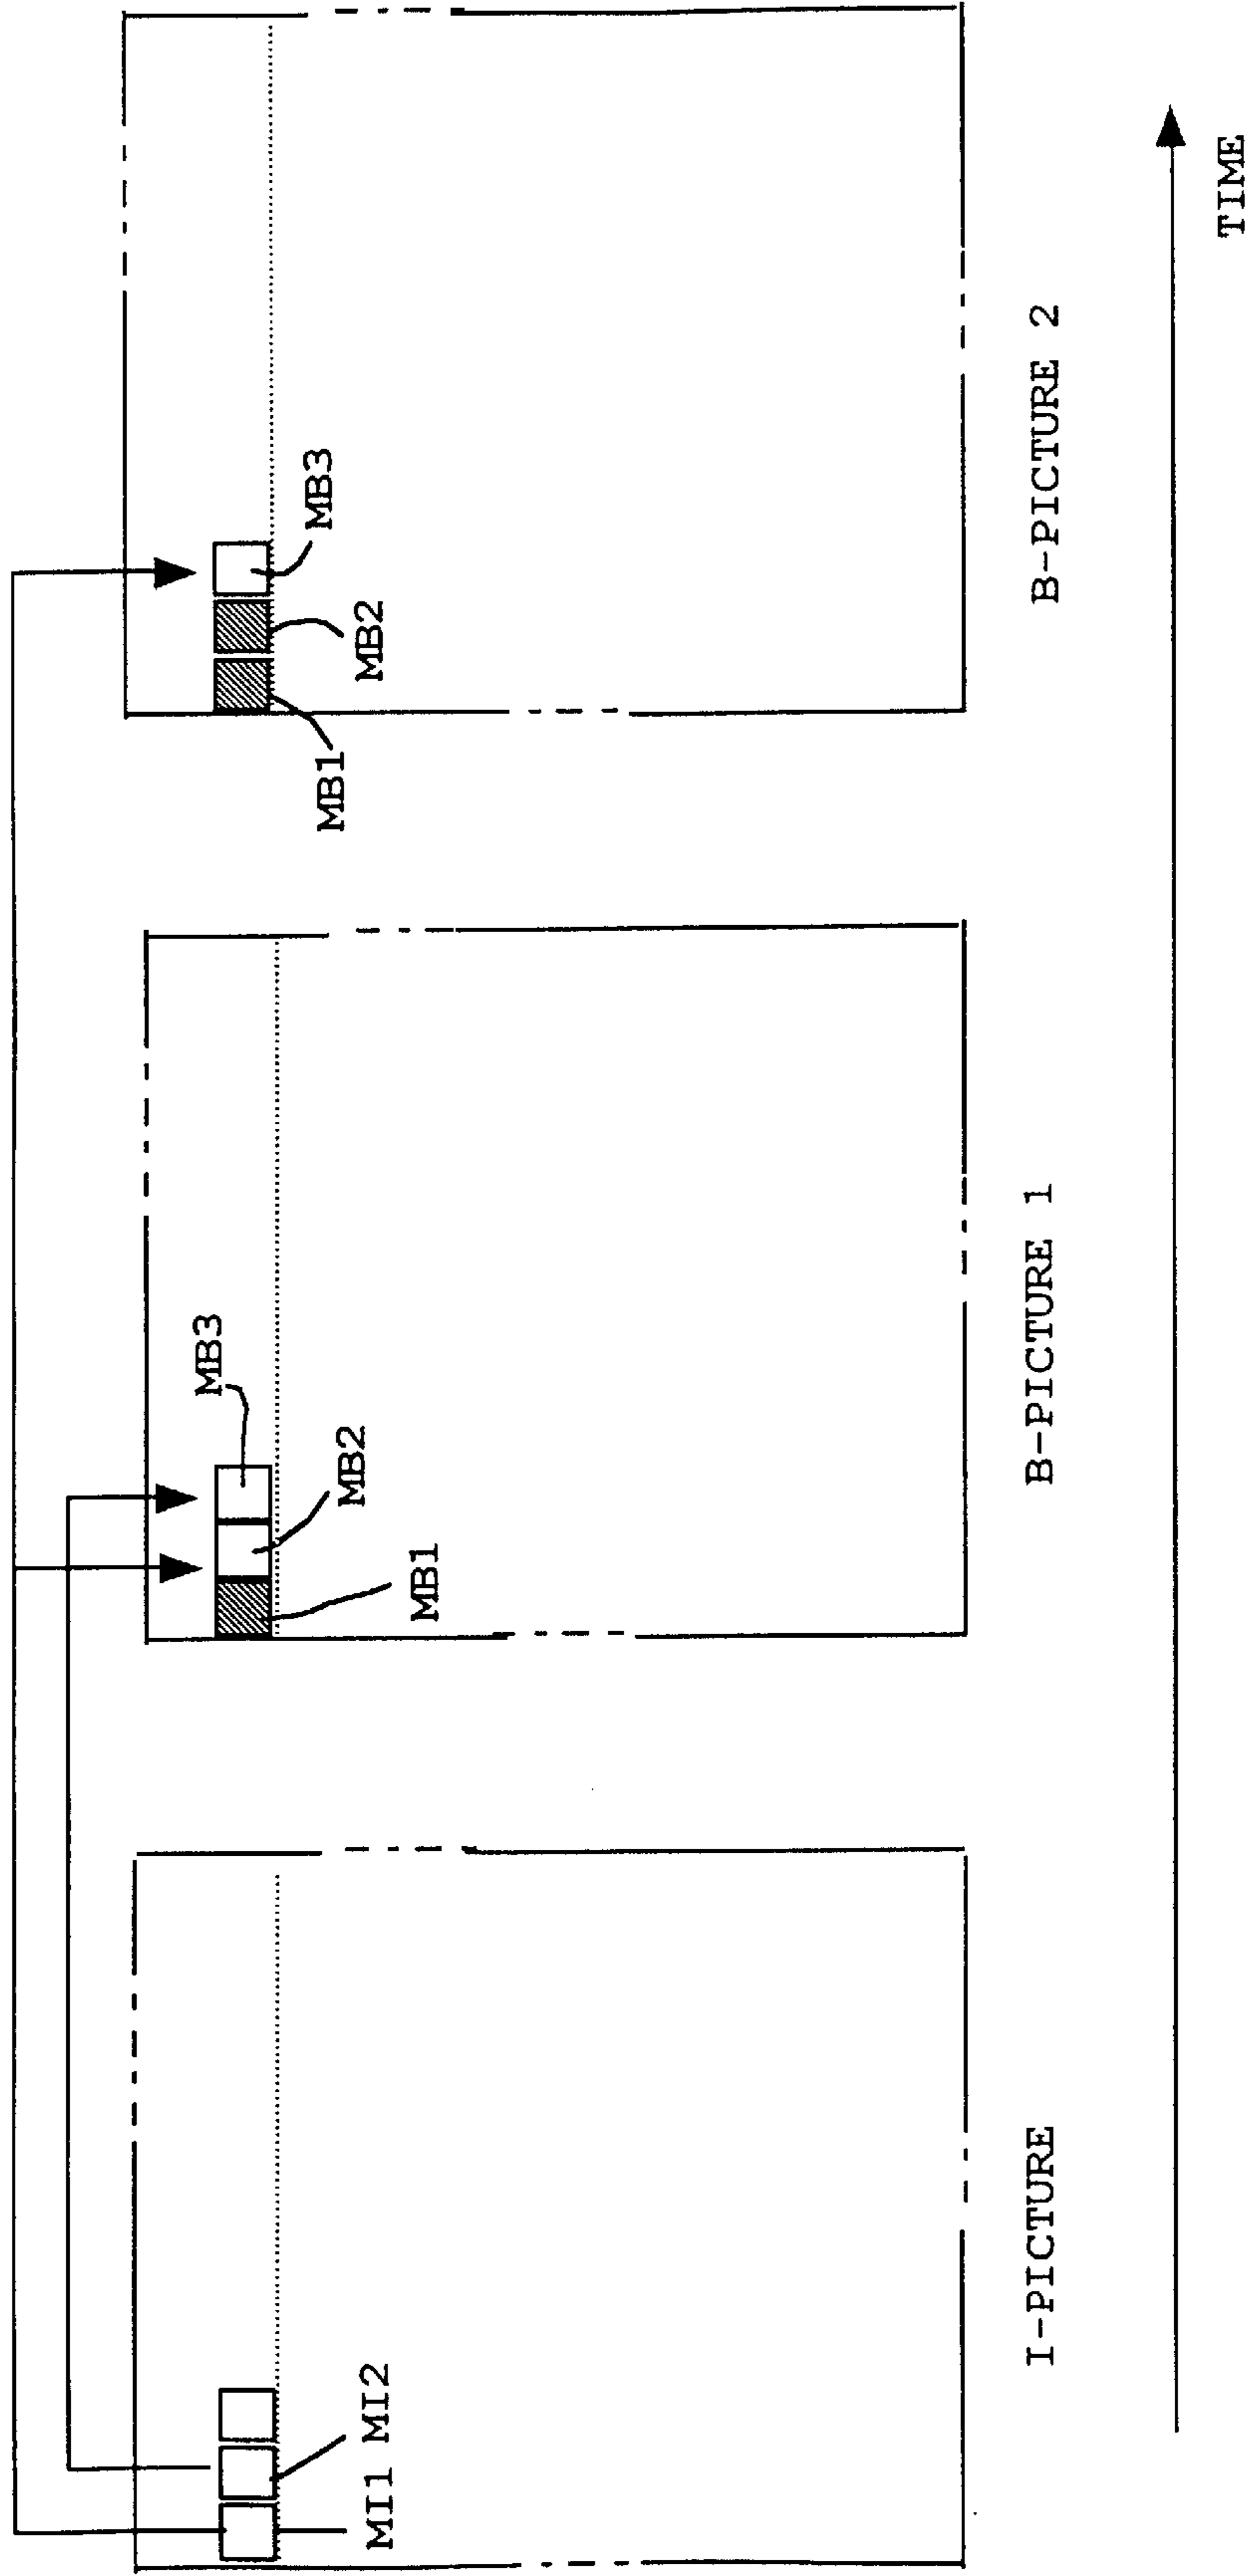 MI1
MI2
I-PICTURE
MB1
MB2
MB3
B-PICTURE 1
MB1
MB2
MB3
B-PICTURE 2
TIME